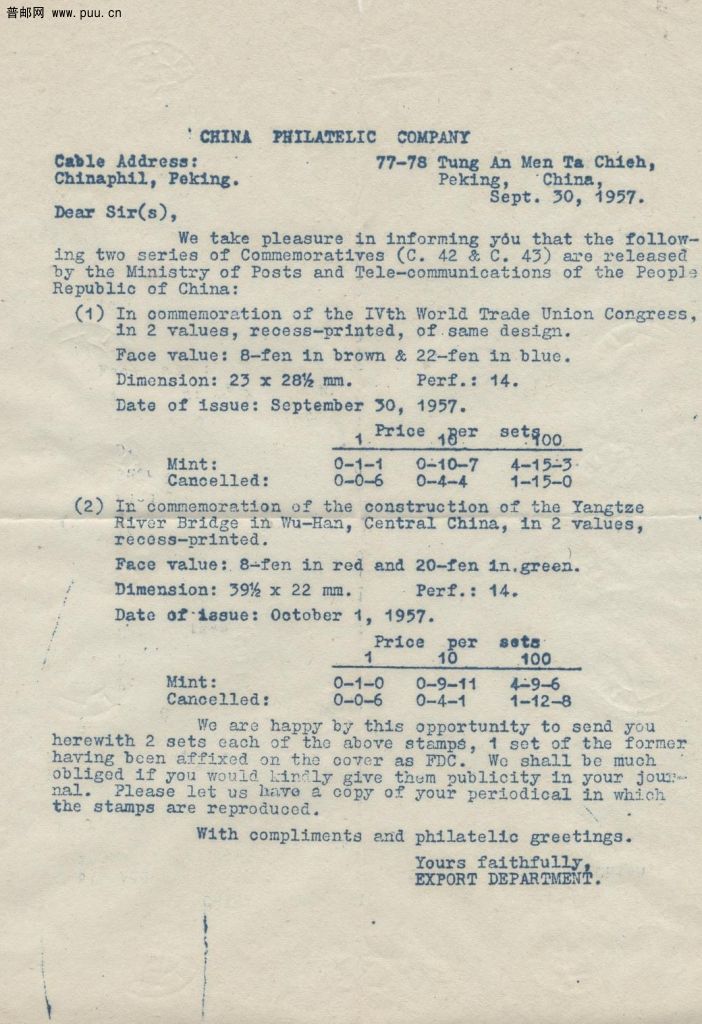 普邮网 www.puu.cn
CHINA PHILATELIC COMPANY
Cable Address: 77-78 Tung An Men Ta Chieh,
Chinaphil, Peking. Peking, China,
Sept. 30, 1957.
Dear Sir(s),
We take pleasure in informing you that the follow-
ing two series of Commemoratives (C. 42 & C. 43) are released
by the Ministry of Posts and Tele-communications of the People
Republic of China:
(1) In commemoration of the IVth World Trade Union Congress,
in 2 values, recess-printed, of same design.
Face value: 8-fen in brown & 22-fen in blue.
Dimension: 23 x 28½ mm. Perf.: 14.
Date of issue: September 30, 1957.
Price per sets
1 10 100
Mint: 0-1-1 0-10-7 4-15-3
Cancelled: 0-0-6 0-4-4 1-15-0
(2) In commemoration of the construction of the Yangtze
River Bridge in Wu-Han, Central China, in 2 values,
recess-printed.
Face value: 8-fen in red and 20-fen in green.
Dimension: 39½ x 22 mm. Perf.: 14.
Date of issue: October 1, 1957.
Price per sets
1 10 100
Mint: 0-1-0 0-9-11 4-9-6
Cancelled: 0-0-6 0-4-1 1-12-8
We are happy by this opportunity to send you
herewith 2 sets each of the above stamps, 1 set of the former
having been affixed on the cover as FDC. We shall be much
obliged if you would kindly give them publicity in your jour-
nal. Please let us have a copy of your periodical in which
the stamps are reproduced.
With compliments and philatelic greetings.
Yours faithfully,
EXPORT DEPARTMENT.